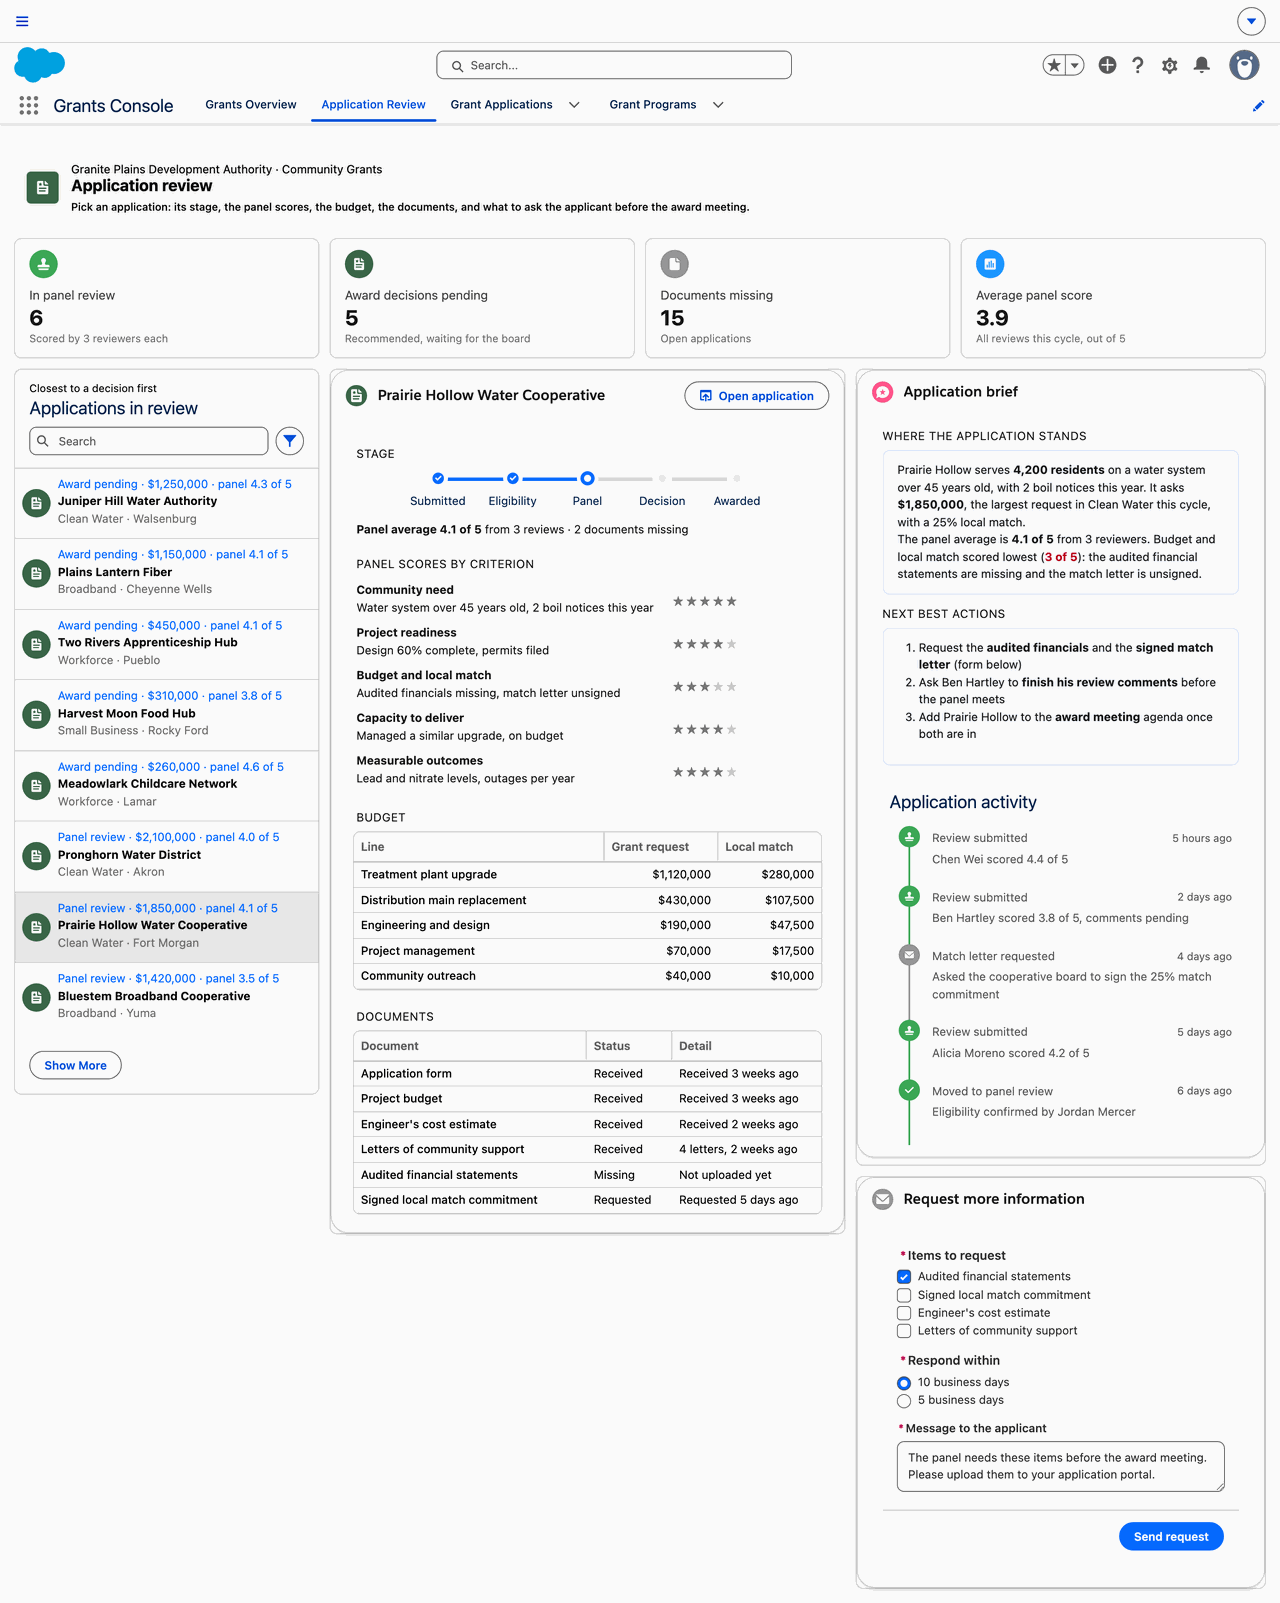 Search...
Grants Console
Grants Overview
Application Review
Grant Applications
Grant Programs
Granite Plains Development Authority · Community Grants
Application review
Pick an application: its stage, the panel scores, the budget, the documents, and what to ask the applicant before the award meeting.
In panel review
6
Scored by 3 reviewers each
Award decisions pending
5
Recommended, waiting for the board
Documents missing
15
Open applications
Average panel score
3.9
All reviews this cycle, out of 5
Closest to a decision first
Applications in review
Search
Award pending · $1,250,000 · panel 4.3 of 5
Juniper Hill Water Authority
Clean Water · Walsenburg
Award pending · $1,150,000 · panel 4.1 of 5
Plains Lantern Fiber
Broadband · Cheyenne Wells
Award pending · $450,000 · panel 4.1 of 5
Two Rivers Apprenticeship Hub
Workforce · Pueblo
Award pending · $310,000 · panel 3.8 of 5
Harvest Moon Food Hub
Small Business · Rocky Ford
Award pending · $260,000 · panel 4.6 of 5
Meadowlark Childcare Network
Workforce · Lamar
Panel review · $2,100,000 · panel 4.0 of 5
Pronghorn Water District
Clean Water · Akron
Panel review · $1,850,000 · panel 4.1 of 5
Prairie Hollow Water Cooperative
Clean Water · Fort Morgan
Panel review · $1,420,000 · panel 3.5 of 5
Bluestem Broadband Cooperative
Broadband · Yuma
Show More
Prairie Hollow Water Cooperative
Open application
STAGE
Submitted
Eligibility
Panel
Decision
Awarded
Panel average 4.1 of 5 from 3 reviews · 2 documents missing
PANEL SCORES BY CRITERION
Community need
Water system over 45 years old, 2 boil notices this year
Project readiness
Design 60% complete, permits filed
Budget and local match
Audited financials missing, match letter unsigned
Capacity to deliver
Managed a similar upgrade, on budget
Measurable outcomes
Lead and nitrate levels, outages per year
BUDGET
Line Grant request Local match
Treatment plant upgrade $1,120,000 $280,000
Distribution main replacement $430,000 $107,500
Engineering and design $190,000 $47,500
Project management $70,000 $17,500
Community outreach $40,000 $10,000
DOCUMENTS
Document Status Detail
Application form Received Received 3 weeks ago
Project budget Received Received 3 weeks ago
Engineer's cost estimate Received Received 2 weeks ago
Letters of community support Received 4 letters, 2 weeks ago
Audited financial statements Missing Not uploaded yet
Signed local match commitment Requested Requested 5 days ago
Application brief
WHERE THE APPLICATION STANDS
Prairie Hollow serves 4,200 residents on a water system
over 45 years old, with 2 boil notices this year. It asks
$1,850,000, the largest request in Clean Water this cycle,
with a 25% local match.
The panel average is 4.1 of 5 from 3 reviewers. Budget and
local match scored lowest (3 of 5): the audited financial
statements are missing and the match letter is unsigned.
NEXT BEST ACTIONS
1. Request the audited financials and the signed match
letter (form below)
2. Ask Ben Hartley to finish his review comments before
the panel meets
3. Add Prairie Hollow to the award meeting agenda once
both are in
Application activity
Review submitted 5 hours ago
Chen Wei scored 4.4 of 5
Review submitted 2 days ago
Ben Hartley scored 3.8 of 5, comments pending
Match letter requested 4 days ago
Asked the cooperative board to sign the 25% match
commitment
Review submitted 5 days ago
Alicia Moreno scored 4.2 of 5
Moved to panel review 6 days ago
Eligibility confirmed by Jordan Mercer
Request more information
*Items to request
Audited financial statements
Signed local match commitment
Engineer's cost estimate
Letters of community support
*Respond within
10 business days
5 business days
*Message to the applicant
The panel needs these items before the award meeting.
Please upload them to your application portal.
Send request